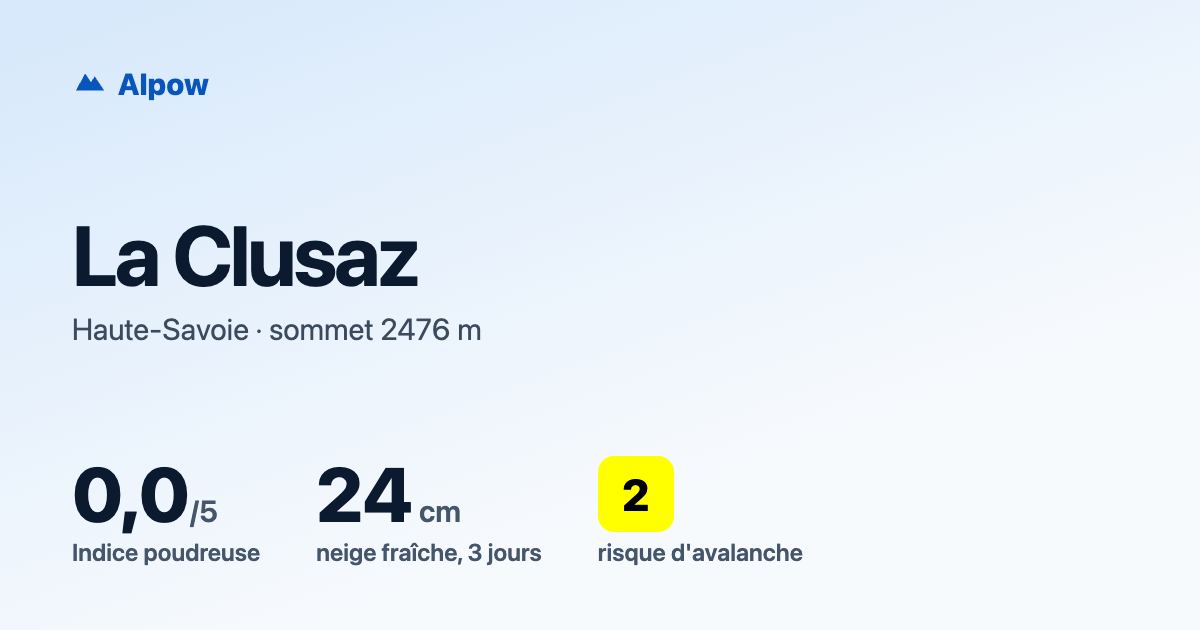 Alpow
La Clusaz
Haute-Savoie · sommet 2476 m
0,0/5
Indice poudreuse
24 cm
neige fraîche, 3 jours
2
risque d'avalanche